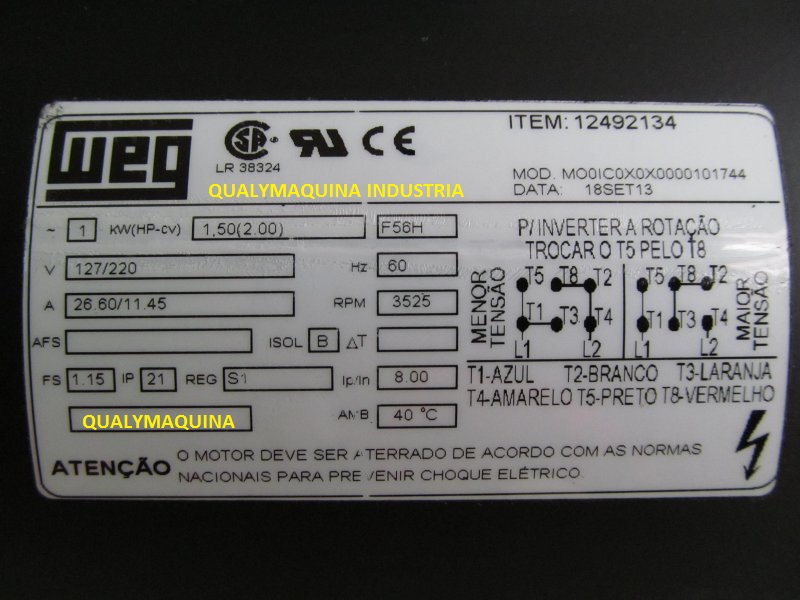 weg
CSA
LR 38324
RU CE
ITEM: 12492134
QUALYMAQUINA INDUSTRIA
MOD. MO0IC0X0X0000101744
DATA: 18SET13
~ 1 KW(HP-cv) 1,50(2.00) F56H
V 127/220 Hz 60
A 26.60/11.45 RPM 3525
AFS ISOL B ΔT
FS 1.15 IP 21 REG S1 Ip/In 8.00
QUALYMAQUINA AMB 40 °C
P/ INVERTER A ROTAÇÃO
TROCAR O T5 PELO T8
MENOR TENSÃO
T5 T8 T2
T1 T3 T4
L1 L2
T5 T8 T2
T1 T3 T4
L1 L2
MAIOR TENSÃO
T1-AZUL T2-BRANCO T3-LARANJA
T4-AMARELO T5-PRETO T8-VERMELHO
ATENÇÃO O MOTOR DEVE SER ATERRADO DE ACORDO COM AS NORMAS
NACIONAIS PARA PREVENIR CHOQUE ELÉTRICO.